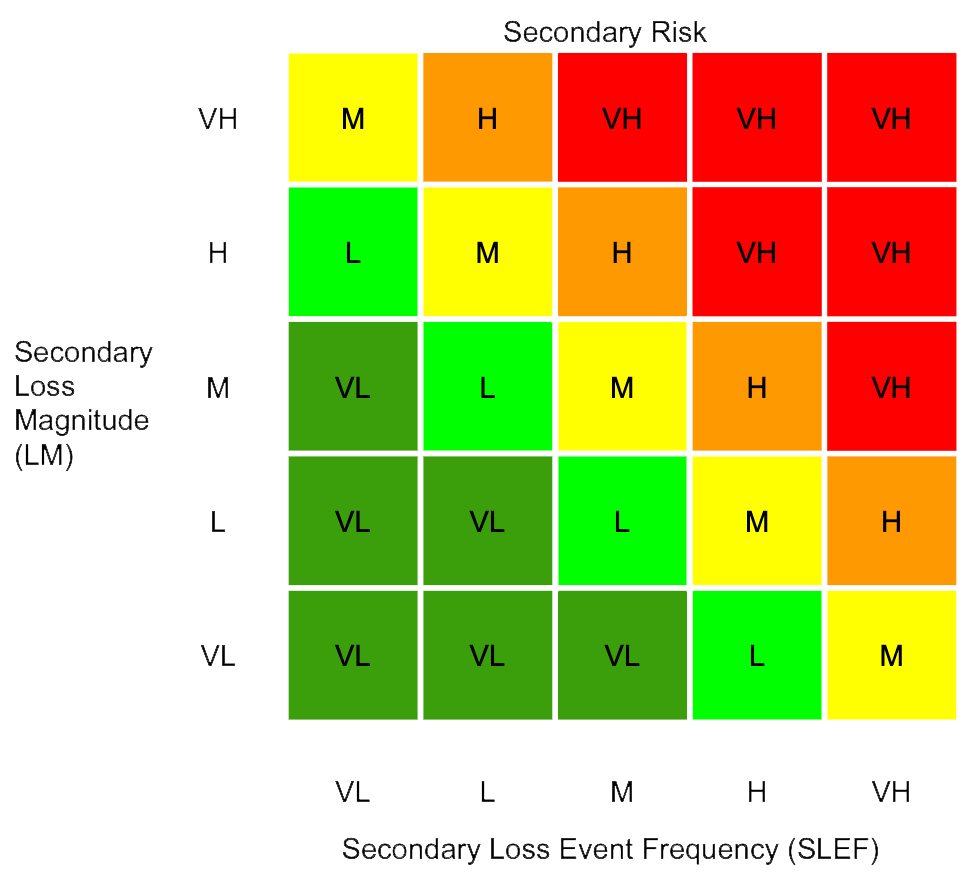 Secondary Risk
VH M H VH VH VH
H L M H VH VH
Secondary
Loss
Magnitude
(LM)
M VL L M H VH
L VL VL L M H
VL VL VL VL L M
VL L M H VH
Secondary Loss Event Frequency (SLEF)